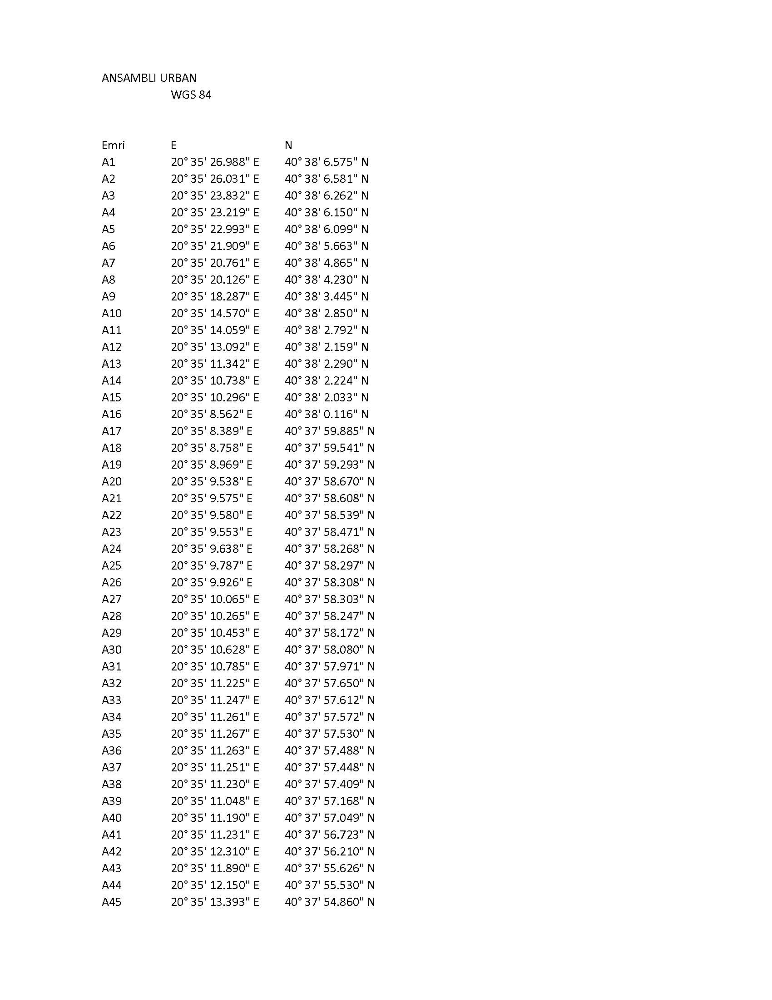 ANSAMBLI URBAN
WGS 84
Emri E N
A1 20° 35' 26.988" E 40° 38' 6.575" N
A2 20° 35' 26.031" E 40° 38' 6.581" N
A3 20° 35' 23.832" E 40° 38' 6.262" N
A4 20° 35' 23.219" E 40° 38' 6.150" N
A5 20° 35' 22.993" E 40° 38' 6.099" N
A6 20° 35' 21.909" E 40° 38' 5.663" N
A7 20° 35' 20.761" E 40° 38' 4.865" N
A8 20° 35' 20.126" E 40° 38' 4.230" N
A9 20° 35' 18.287" E 40° 38' 3.445" N
A10 20° 35' 14.570" E 40° 38' 2.850" N
A11 20° 35' 14.059" E 40° 38' 2.792" N
A12 20° 35' 13.092" E 40° 38' 2.159" N
A13 20° 35' 11.342" E 40° 38' 2.290" N
A14 20° 35' 10.738" E 40° 38' 2.224" N
A15 20° 35' 10.296" E 40° 38' 2.033" N
A16 20° 35' 8.562" E 40° 38' 0.116" N
A17 20° 35' 8.389" E 40° 37' 59.885" N
A18 20° 35' 8.758" E 40° 37' 59.541" N
A19 20° 35' 8.969" E 40° 37' 59.293" N
A20 20° 35' 9.538" E 40° 37' 58.670" N
A21 20° 35' 9.575" E 40° 37' 58.608" N
A22 20° 35' 9.580" E 40° 37' 58.539" N
A23 20° 35' 9.553" E 40° 37' 58.471" N
A24 20° 35' 9.638" E 40° 37' 58.268" N
A25 20° 35' 9.787" E 40° 37' 58.297" N
A26 20° 35' 9.926" E 40° 37' 58.308" N
A27 20° 35' 10.065" E 40° 37' 58.303" N
A28 20° 35' 10.265" E 40° 37' 58.247" N
A29 20° 35' 10.453" E 40° 37' 58.172" N
A30 20° 35' 10.628" E 40° 37' 58.080" N
A31 20° 35' 10.785" E 40° 37' 57.971" N
A32 20° 35' 11.225" E 40° 37' 57.650" N
A33 20° 35' 11.247" E 40° 37' 57.612" N
A34 20° 35' 11.261" E 40° 37' 57.572" N
A35 20° 35' 11.267" E 40° 37' 57.530" N
A36 20° 35' 11.263" E 40° 37' 57.488" N
A37 20° 35' 11.251" E 40° 37' 57.448" N
A38 20° 35' 11.230" E 40° 37' 57.409" N
A39 20° 35' 11.048" E 40° 37' 57.168" N
A40 20° 35' 11.190" E 40° 37' 57.049" N
A41 20° 35' 11.231" E 40° 37' 56.723" N
A42 20° 35' 12.310" E 40° 37' 56.210" N
A43 20° 35' 11.890" E 40° 37' 55.626" N
A44 20° 35' 12.150" E 40° 37' 55.530" N
A45 20° 35' 13.393" E 40° 37' 54.860" N